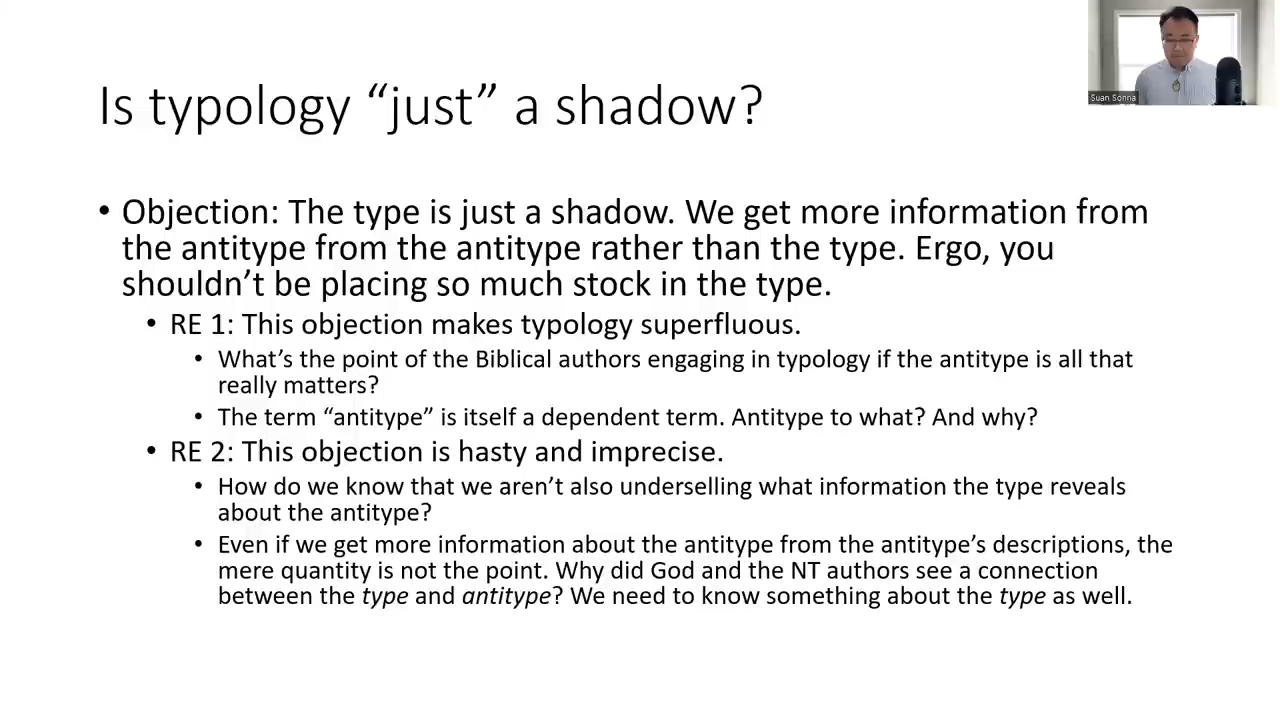 Is typology “just” a shadow?
Suan Sonna
• Objection: The type is just a shadow. We get more information from
the antitype from the antitype rather than the type. Ergo, you
shouldn’t be placing so much stock in the type.
• RE 1: This objection makes typology superfluous.
• What’s the point of the Biblical authors engaging in typology if the antitype is all that
really matters?
• The term “antitype” is itself a dependent term. Antitype to what? And why?
• RE 2: This objection is hasty and imprecise.
• How do we know that we aren’t also underselling what information the type reveals
about the antitype?
• Even if we get more information about the antitype from the antitype’s descriptions, the
mere quantity is not the point. Why did God and the NT authors see a connection
between the type and antitype? We need to know something about the type as well.